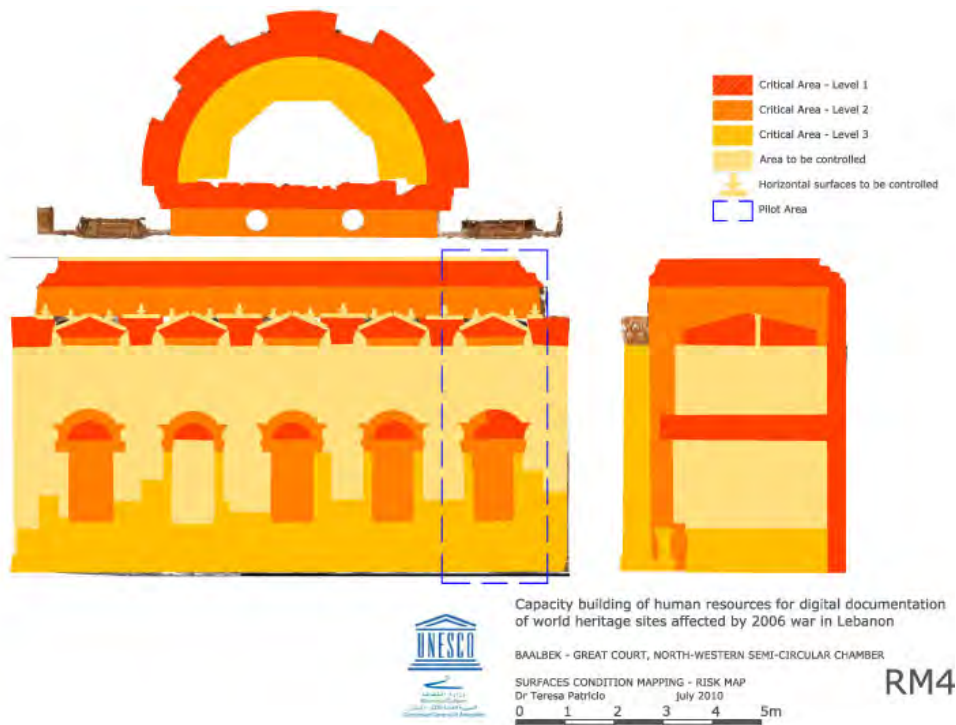 Critical Area - Level 1
Critical Area - Level 2
Critical Area - Level 3
Area to be controlled
Horizontal surfaces to be controlled
Pilot Area
Capacity building of human resources for digital documentation
of world heritage sites affected by 2006 war in Lebanon
UNESCO
BAALBEK - GREAT COURT, NORTH-WESTERN SEMI-CIRCULAR CHAMBER
SURFACES CONDITION MAPPING - RISK MAP
Dr Teresa Patricio july 2010
RM4
0 1 2 3 4 5m